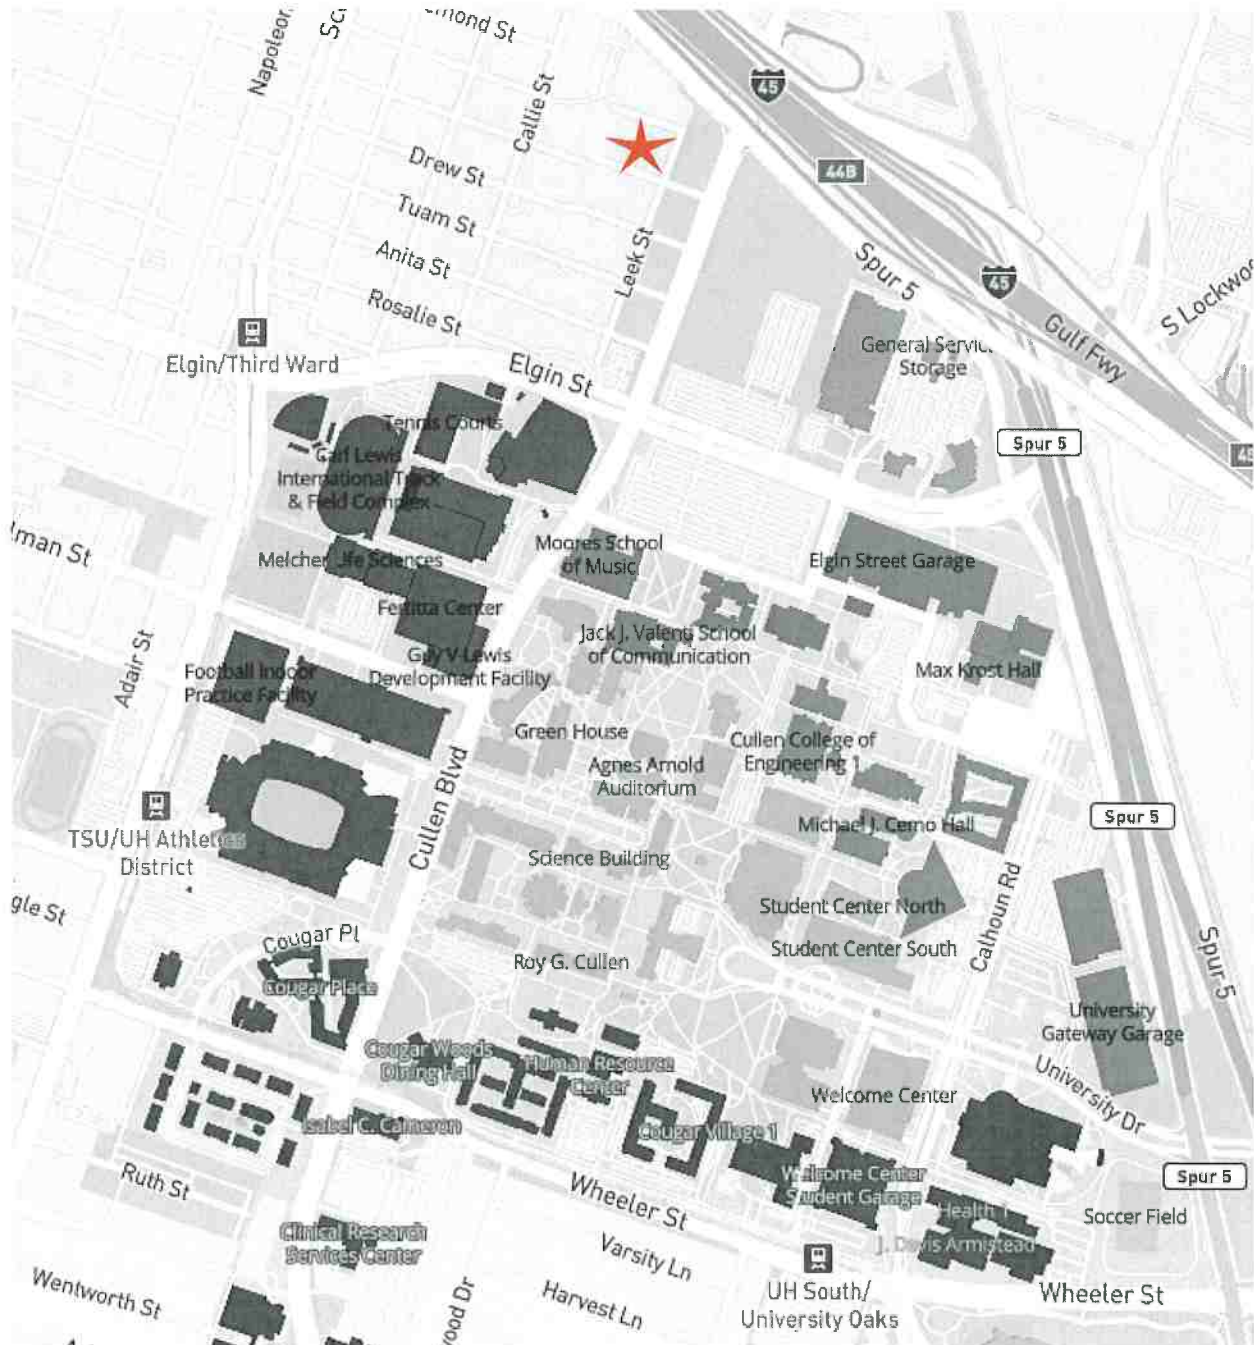 mond St
Napoleon
Sc
45
Callie St
44B
Drew St
Tuam St
Anita St
Leek St
Rosalie St
Spur 5
45
S Lockwoo
Gulf Fwy
General Servic
Storage
Elgin/Third Ward
Elgin St
Tennis Courts
Spur 5
Carl Lewis
International Track
& Field Complex
lman St
Melcher Life Sciences
Moores School
of Music
Elgin Street Garage
Fertitta Center
Jack J. Valenti School
of Communication
Adair St
Guy V Lewis
Development Facility
Football Indoor
Practice Facility
Max Krost Hall
Green House
Cullen College of
Engineering 1
Agnes Arnold
Auditorium
Cullen Blvd
TSU/UH Athletics
District
Michael J. Cemo Hall
Spur 5
Science Building
gle St
Student Center North
Student Center South
Calhoun Rd
Spur 5
Cougar Pl
Cougar Place
Roy G. Cullen
University
Gateway Garage
Cougar Woods
Dining Hall
Human Resource
Center
Welcome Center
University Dr
Isabel C. Cameron
Cougar Village 1
Ruth St
Wheeler St
Welcome Center
Student Garage
Spur 5
Health 1
Soccer Field
J. Davis Armistead
Clinical Research
Services Center
Varsity Ln
Wentworth St
wood Dr
Harvest Ln
UH South/
University Oaks
Wheeler St